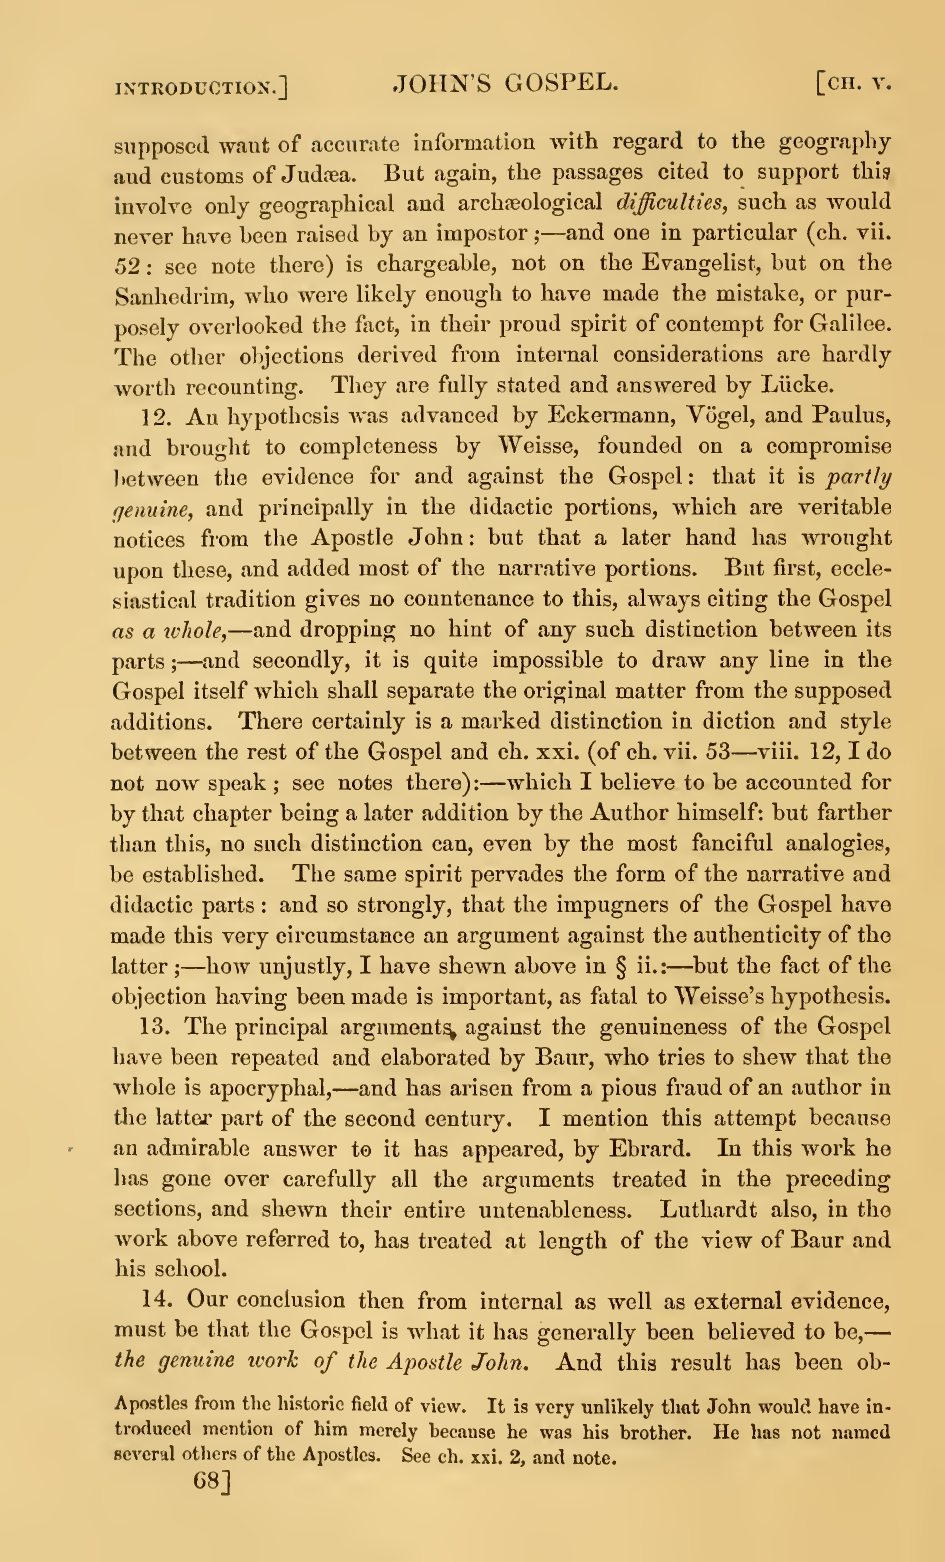 INTRODUCTION.] JOHN'S GOSPEL. [CH. V.
supposed want of accurate information with regard to the geography
and customs of Judæa. But again, the passages cited to support this
involve only geographical and archæological difficulties, such as would
never have been raised by an impostor ;—and one in particular (ch. vii.
52 : see note there) is chargeable, not on the Evangelist, but on the
Sanhedrim, who were likely enough to have made the mistake, or pur-
posely overlooked the fact, in their proud spirit of contempt for Galilee.
The other objections derived from internal considerations are hardly
worth recounting. They are fully stated and answered by Lücke.
12. An hypothesis was advanced by Eckermann, Vögel, and Paulus,
and brought to completeness by Weisse, founded on a compromise
between the evidence for and against the Gospel: that it is partly
genuine, and principally in the didactic portions, which are veritable
notices from the Apostle John: but that a later hand has wrought
upon these, and added most of the narrative portions. But first, eccle-
siastical tradition gives no countenance to this, always citing the Gospel
as a whole,—and dropping no hint of any such distinction between its
parts ;—and secondly, it is quite impossible to draw any line in the
Gospel itself which shall separate the original matter from the supposed
additions. There certainly is a marked distinction in diction and style
between the rest of the Gospel and ch. xxi. (of ch. vii. 53—viii. 12, I do
not now speak ; see notes there):—which I believe to be accounted for
by that chapter being a later addition by the Author himself: but farther
than this, no such distinction can, even by the most fanciful analogies,
be established. The same spirit pervades the form of the narrative and
didactic parts : and so strongly, that the impugners of the Gospel have
made this very circumstance an argument against the authenticity of the
latter ;—how unjustly, I have shewn above in § ii.:—but the fact of the
objection having been made is important, as fatal to Weisse's hypothesis.
13. The principal arguments, against the genuineness of the Gospel
have been repeated and elaborated by Baur, who tries to shew that the
whole is apocryphal,—and has arisen from a pious fraud of an author in
the latter part of the second century. I mention this attempt because
an admirable answer to it has appeared, by Ebrard. In this work he
has gone over carefully all the arguments treated in the preceding
sections, and shewn their entire untenableness. Luthardt also, in the
work above referred to, has treated at length of the view of Baur and
his school.
14. Our conclusion then from internal as well as external evidence,
must be that the Gospel is what it has generally been believed to be,—
the genuine work of the Apostle John. And this result has been ob-
Apostles from the historic field of view. It is very unlikely that John would have in-
troduced mention of him merely because he was his brother. He has not named
several others of the Apostles. See ch. xxi. 2, and note.
68]